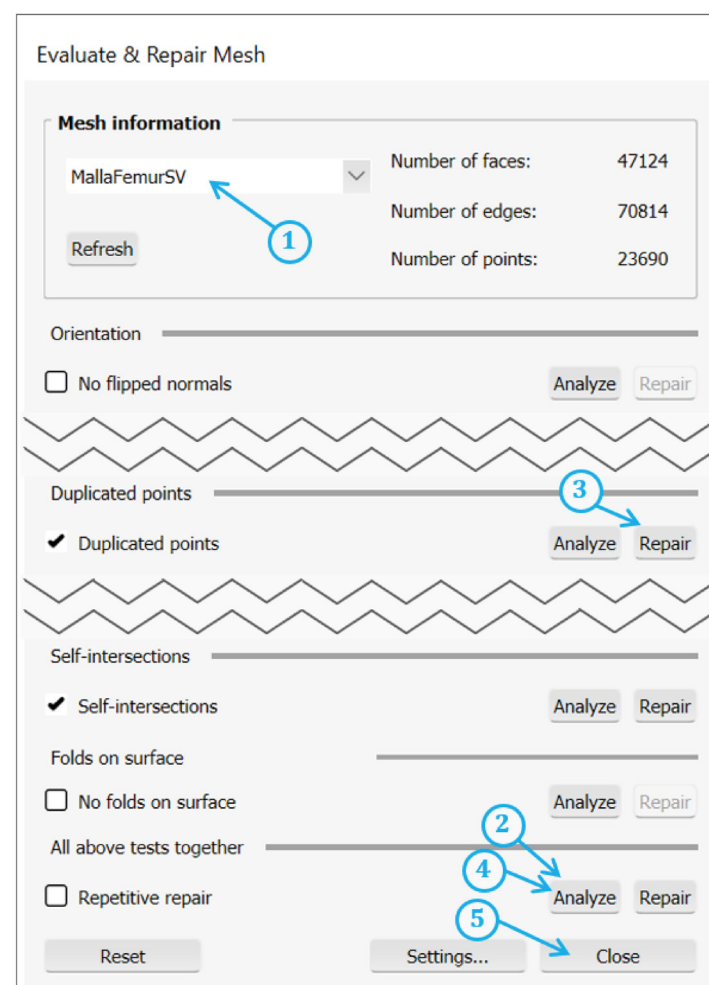 Evaluate & Repair Mesh
Mesh information
MallaFemurSV
Number of faces: 47124
1
Number of edges: 70814
Refresh
Number of points: 23690
Orientation
No flipped normals Analyze Repair
Duplicated points
3
Duplicated points Analyze Repair
Self-intersections
Self-intersections Analyze Repair
Folds on surface
No folds on surface Analyze Repair
2
All above tests together
4
Repetitive repair Analyze Repair
5
Reset Settings... Close